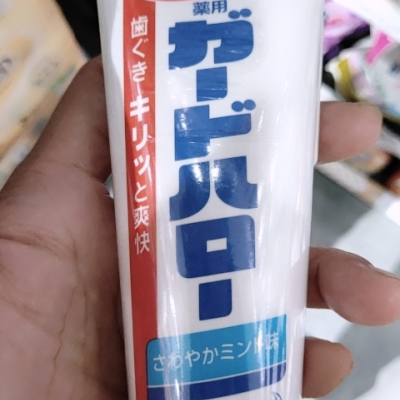 薬用
ガードハロー
歯ぐきキリッと爽快
さわやかミント味